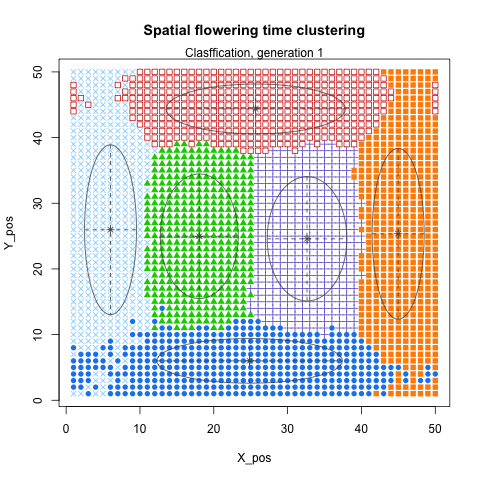 Spatial flowering time clustering
Clasffication, generation 1
50
40
30
20
10
0
Y_pos
0 10 20 30 40 50
X_pos